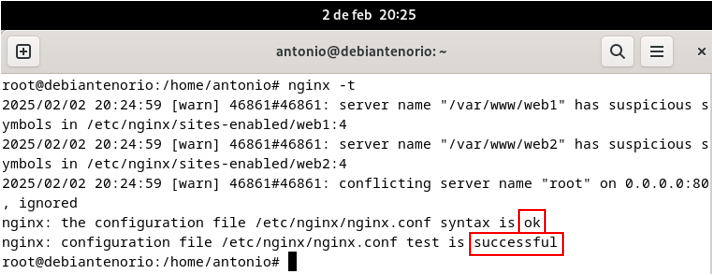 2 de feb 20:25
antonio@debiantenorio: ~
root@debiantenorio:/home/antonio# nginx -t
2025/02/02 20:24:59 [warn] 46861#46861: server name "/var/www/web1" has suspicious s
ymbols in /etc/nginx/sites-enabled/web1:4
2025/02/02 20:24:59 [warn] 46861#46861: server name "/var/www/web2" has suspicious s
ymbols in /etc/nginx/sites-enabled/web2:4
2025/02/02 20:24:59 [warn] 46861#46861: conflicting server name "root" on 0.0.0.0:80
, ignored
nginx: the configuration file /etc/nginx/nginx.conf syntax is ok
nginx: configuration file /etc/nginx/nginx.conf test is successful
root@debiantenorio:/home/antonio#